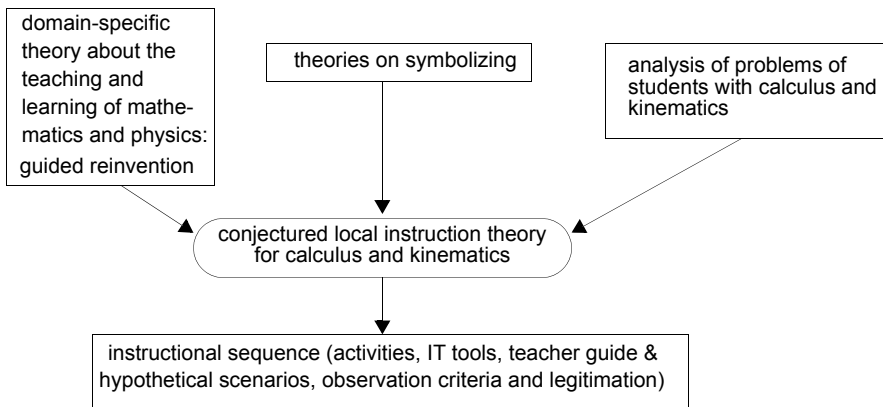 domain-specific
theory about the
teaching and
learning of mathe-
matics and physics:
guided reinvention
theories on symbolizing
analysis of problems of
students with calculus and
kinematics
conjectured local instruction theory
for calculus and kinematics
instructional sequence (activities, IT tools, teacher guide &
hypothetical scenarios, observation criteria and legitimation)